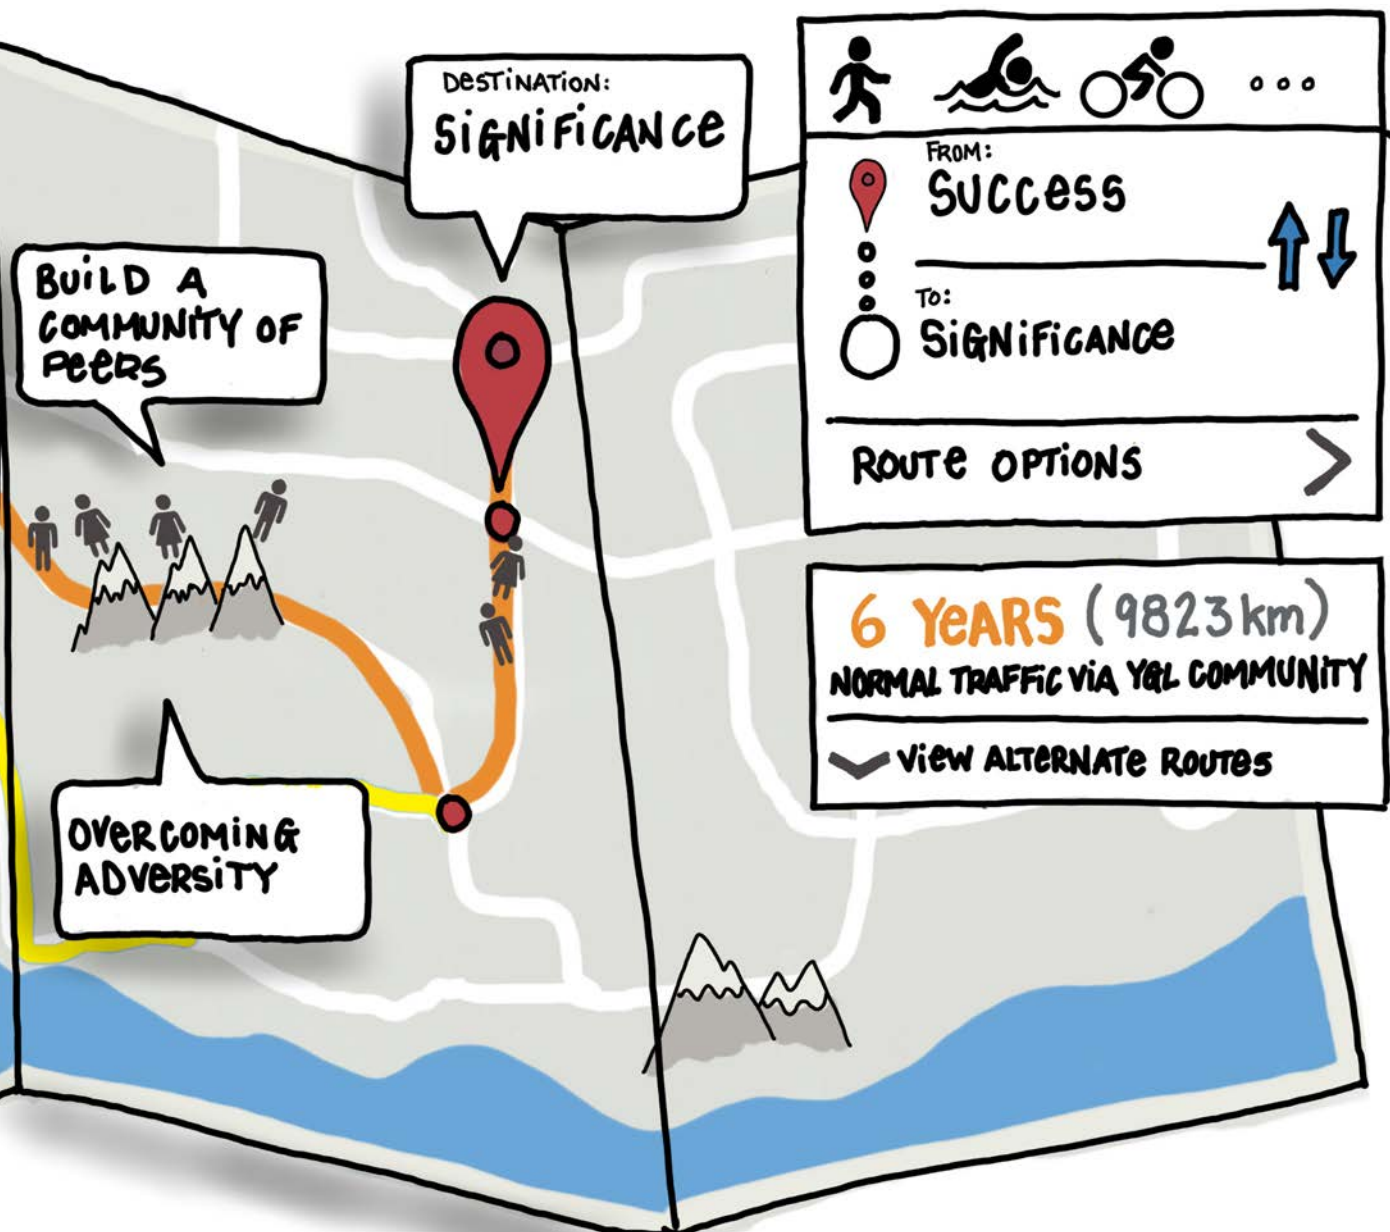 DESTINATION:
SIGNIFICANCE
BUILD A
COMMUNITY OF
PEERS
OVERCOMING
ADVERSITY
FROM:
SUCCESS
TO:
SIGNIFICANCE
ROUTE OPTIONS
6 YEARS (9823 km)
NORMAL TRAFFIC VIA Y&L COMMUNITY
VIEW ALTERNATE ROUTES